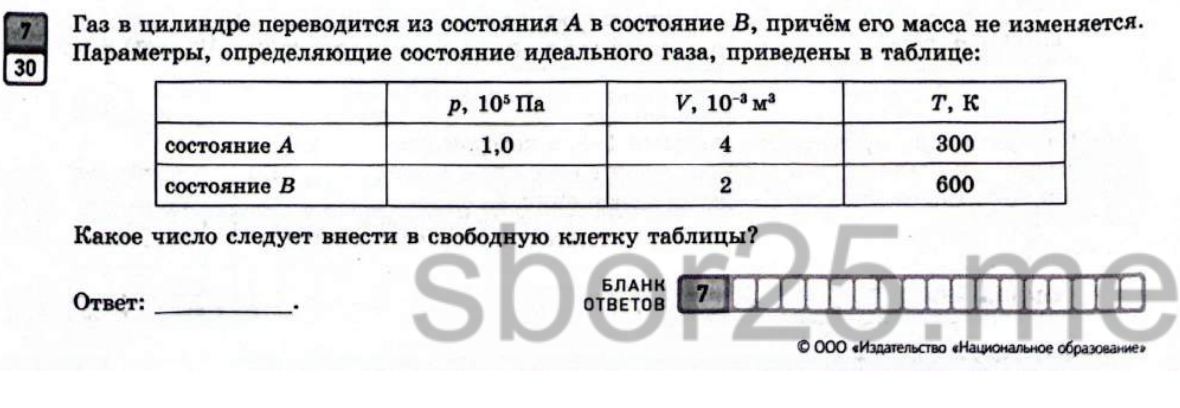 7
30
Газ в цилиндре переводится из состояния A в состояние B, причём его масса не изменяется.
Параметры, определяющие состояние идеального газа, приведены в таблице:
p, 10⁵ Па V, 10⁻³ м³ T, К
состояние A 1,0 4 300
состояние B 2 600
Какое число следует внести в свободную клетку таблицы?
Ответ: ____________.
БЛАНК
ОТВЕТОВ 7
sbor25.me
© ООО «Издательство «Национальное образование»